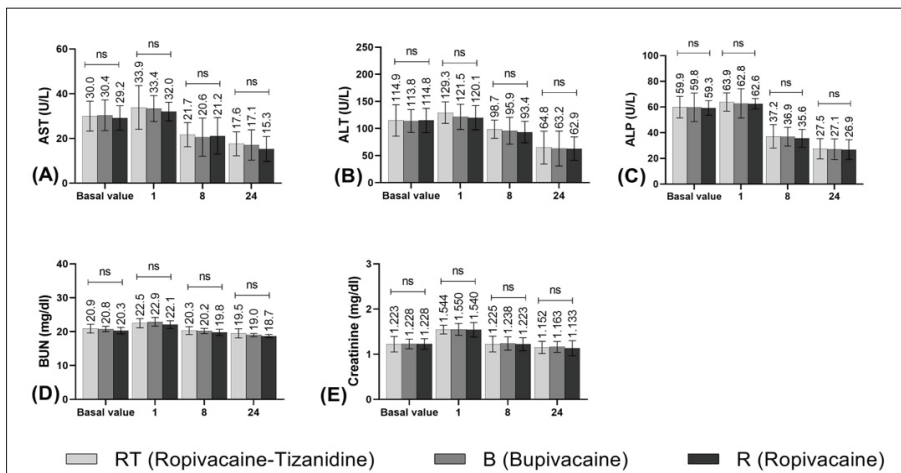 (A)
AST (U/L)
60
40
20
0
ns
ns
ns
ns
30.0
30.4
29.2
33.9
33.4
32.0
21.7
20.6
21.2
17.6
17.1
15.3
Basal value
1
8
24
(B)
ALT (U/L)
250
200
150
100
50
0
ns
ns
ns
ns
114.9
113.8
114.8
129.3
121.5
120.1
98.7
95.9
93.4
64.8
63.2
62.9
Basal value
1
8
24
(C)
ALP (U/L)
100
80
60
40
20
0
ns
ns
ns
ns
59.9
59.8
59.3
63.9
62.8
62.6
37.2
36.9
35.6
27.5
27.1
26.9
Basal value
1
8
24
(D)
BUN (mg/dl)
40
30
20
10
0
ns
ns
ns
ns
20.9
20.8
20.3
22.5
22.9
22.1
20.3
20.2
19.8
19.5
19.0
18.7
Basal value
1
8
24
(E)
Creatinine (mg/dl)
3
2
1
0
ns
ns
ns
ns
1.223
1.228
1.228
1.544
1.550
1.540
1.225
1.238
1.223
1.152
1.163
1.133
Basal value
1
8
24
RT (Ropivacaine-Tizanidine)
B (Bupivacaine)
R (Ropivacaine)